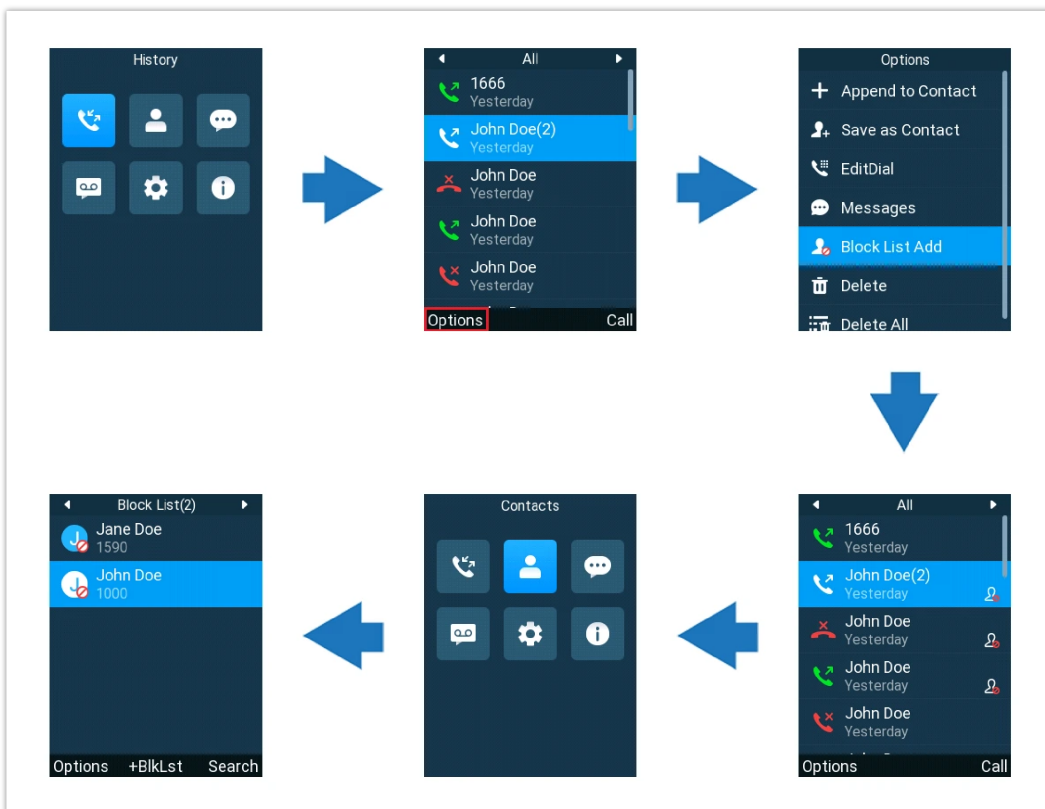 History
All
1666
Yesterday
John Doe(2)
Yesterday
John Doe
Yesterday
John Doe
Yesterday
John Doe
Yesterday
Options Call
Options
Append to Contact
Save as Contact
EditDial
Messages
Block List Add
Delete
Delete All
Block List(2)
Jane Doe
1590
John Doe
1000
Options +BlkLst Search
Contacts
All
1666
Yesterday
John Doe(2)
Yesterday
John Doe
Yesterday
John Doe
Yesterday
John Doe
Yesterday
Options Call